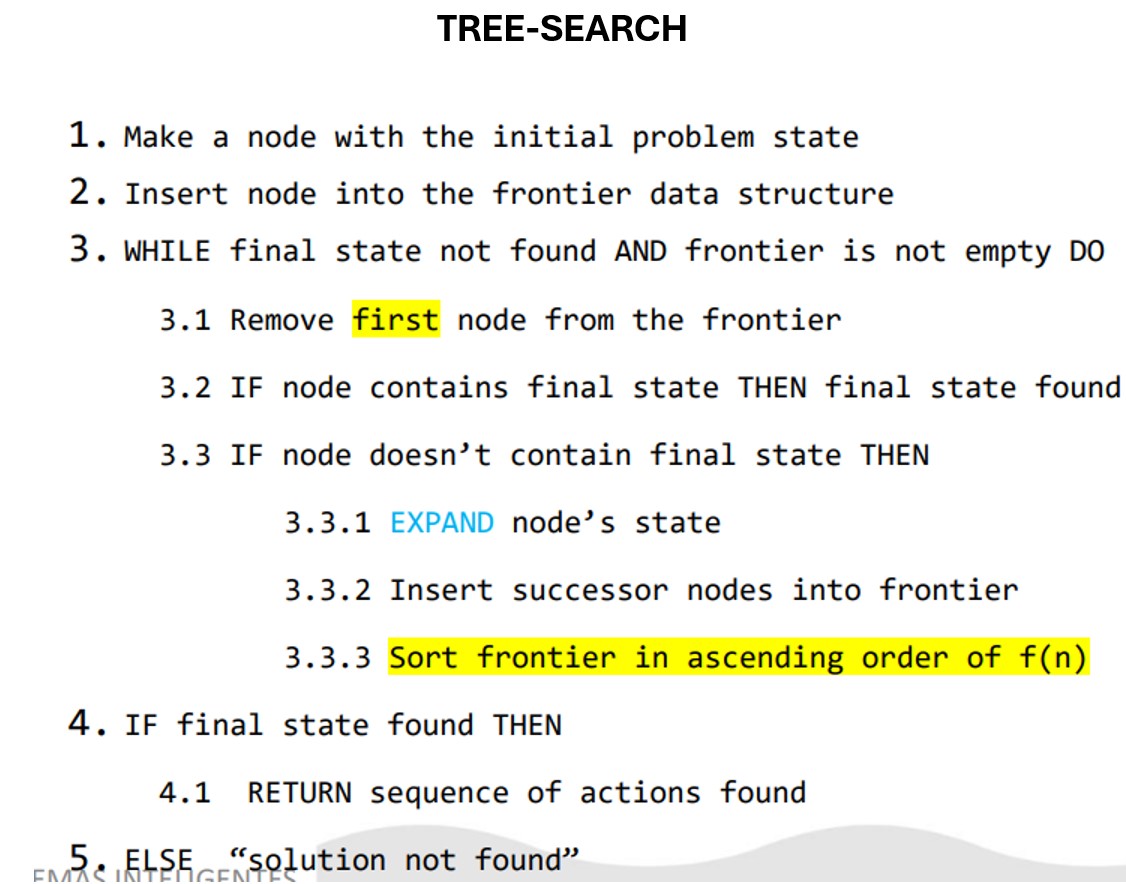 TREE-SEARCH
1. Make a node with the initial problem state
2. Insert node into the frontier data structure
3. WHILE final state not found AND frontier is not empty DO
3.1 Remove first node from the frontier
3.2 IF node contains final state THEN final state found
3.3 IF node doesn’t contain final state THEN
3.3.1 EXPAND node’s state
3.3.2 Insert successor nodes into frontier
3.3.3 Sort frontier in ascending order of f(n)
4. IF final state found THEN
4.1 RETURN sequence of actions found
5. ELSE “solution not found”
EMAS INTELIGENTES